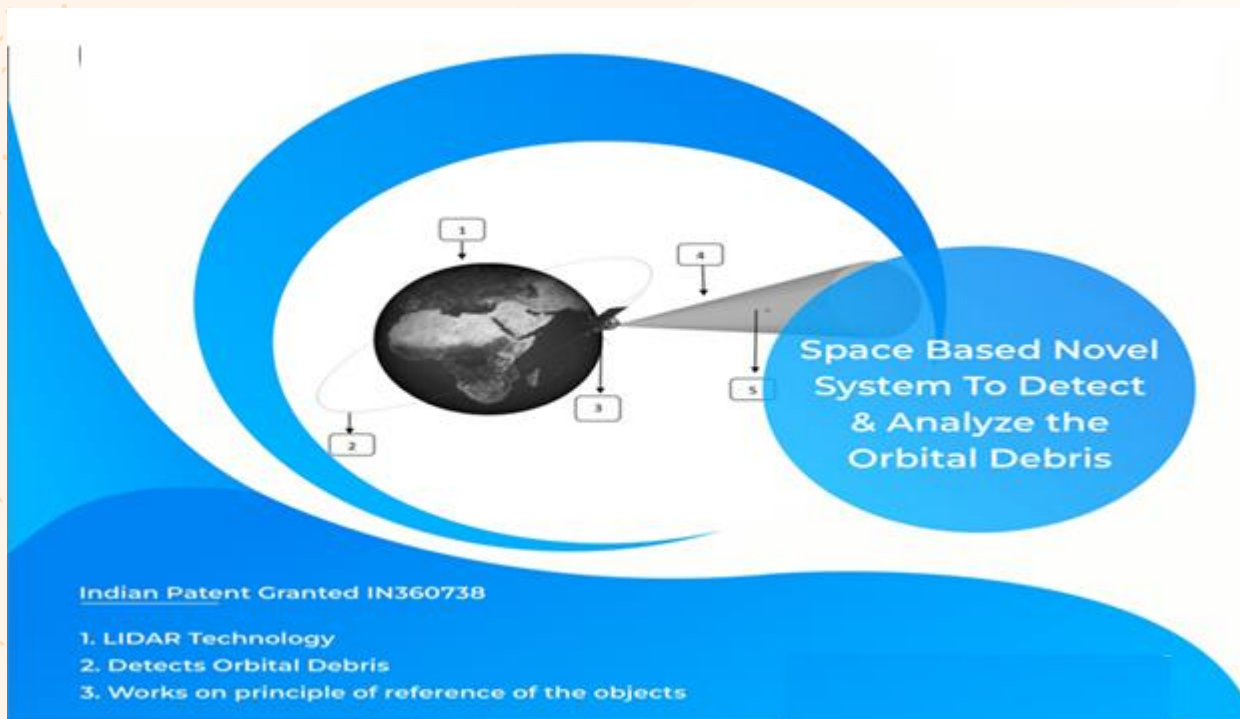 1
4
5
3
2
Space Based Novel
System To Detect
& Analyze the
Orbital Debris
Indian Patent Granted IN360738
1. LIDAR Technology
2. Detects Orbital Debris
3. Works on principle of reference of the objects